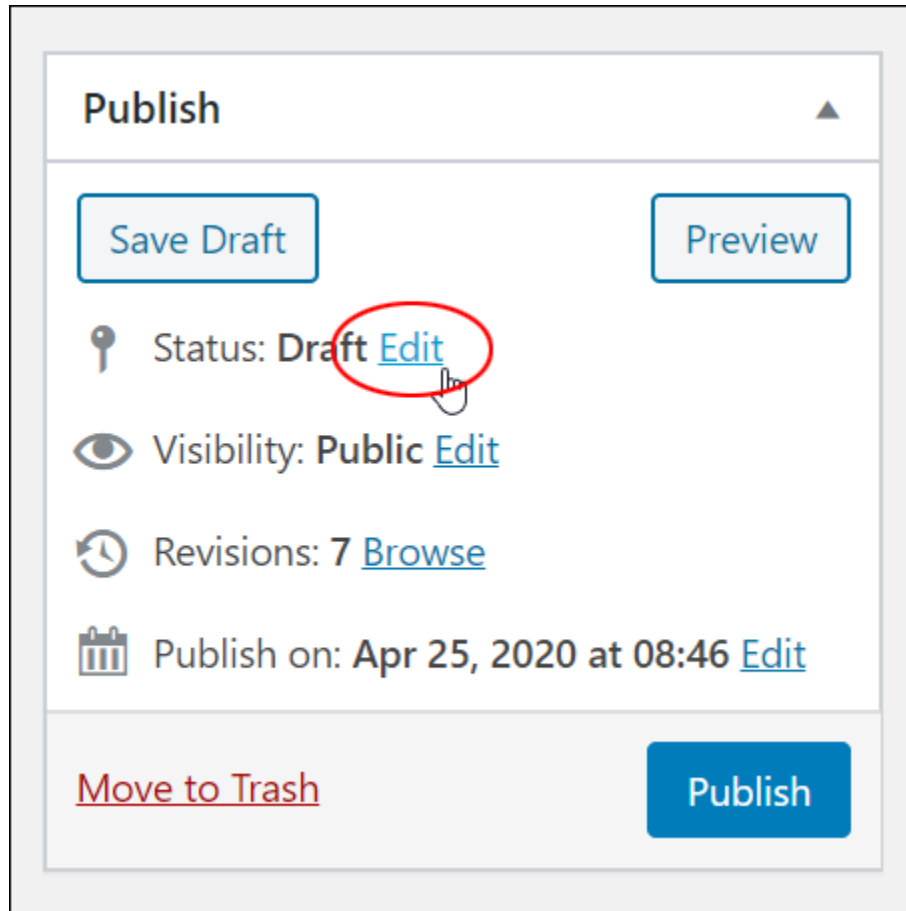 Publish
Save Draft Preview
Status: Draft Edit
Visibility: Public Edit
Revisions: 7 Browse
Publish on: Apr 25, 2020 at 08:46 Edit
Move to Trash Publish